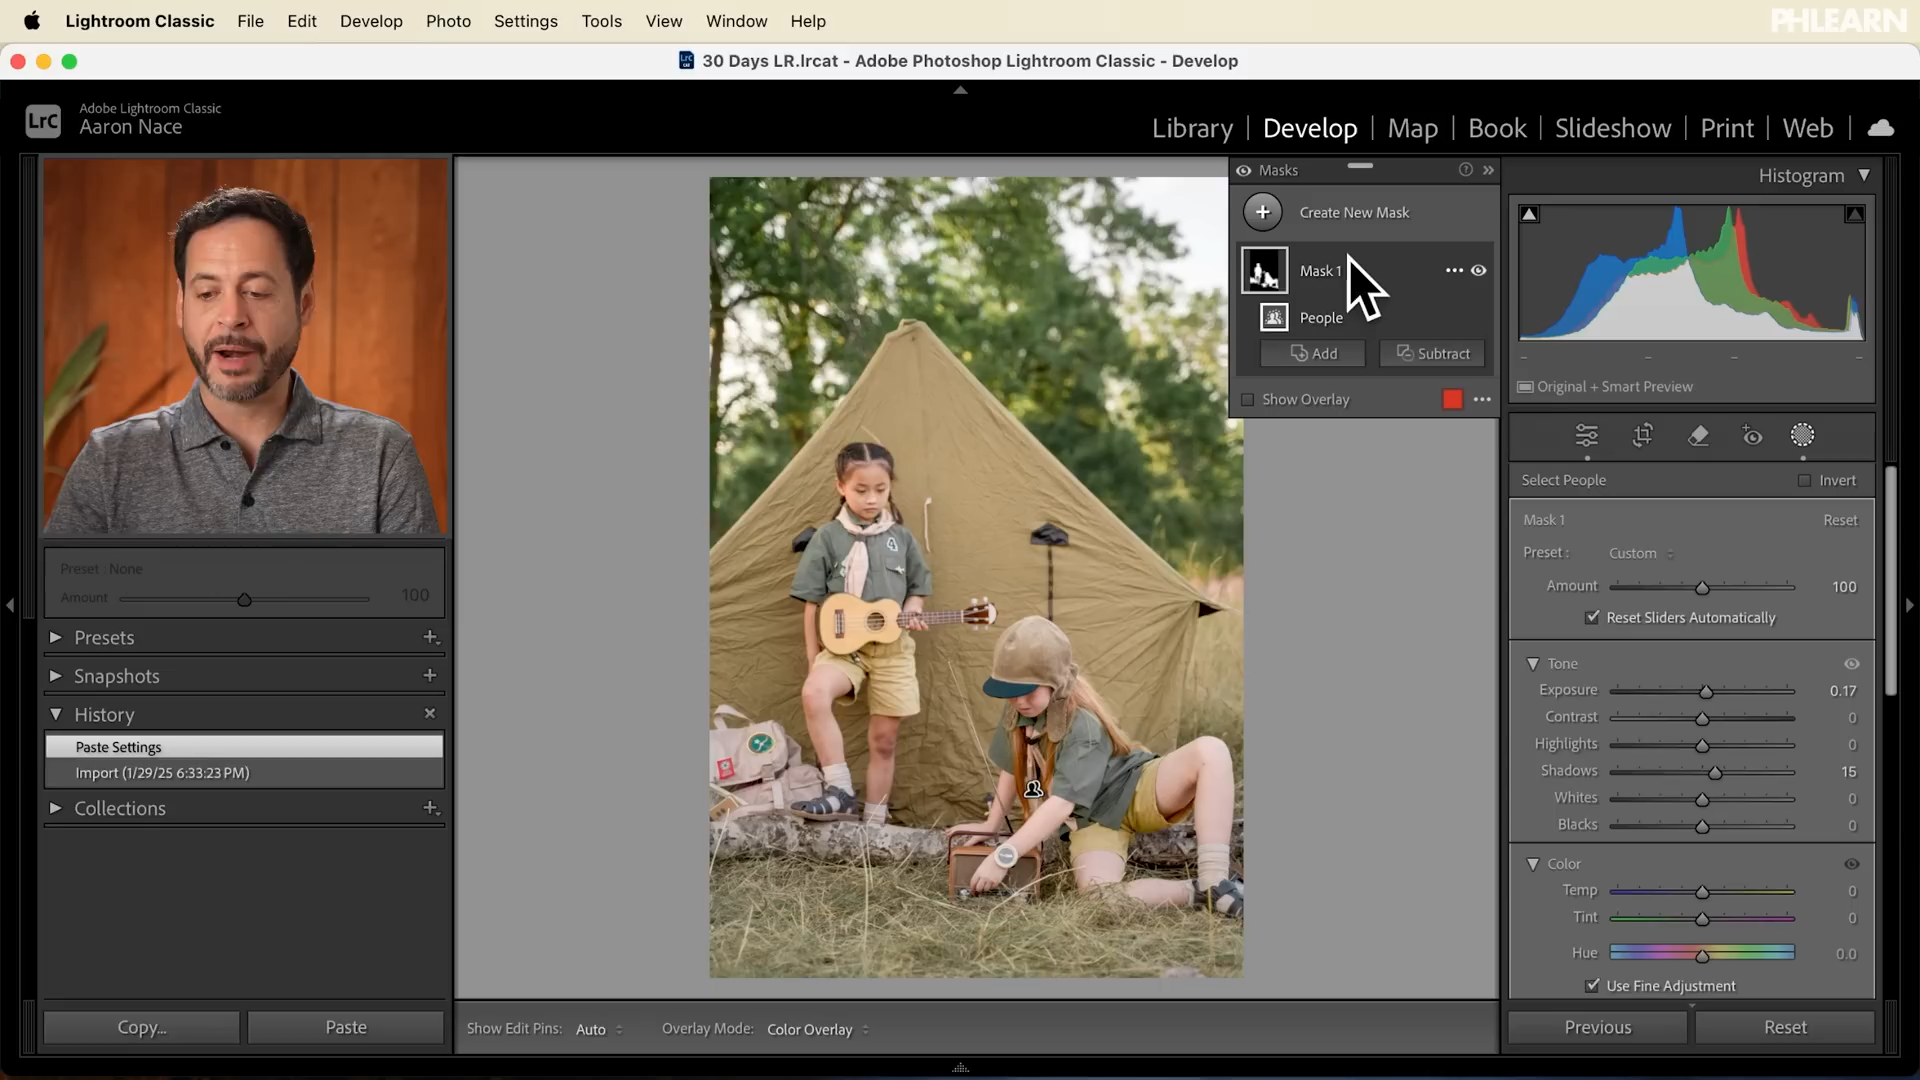 Lightroom Classic File Edit Develop Photo Settings Tools View Window Help
PHLEARN
30 Days LR.lrcat - Adobe Photoshop Lightroom Classic - Develop
LrC
Adobe Lightroom Classic
Aaron Nace
Library | Develop | Map | Book | Slideshow | Print | Web
Preset : None
Amount 100
Presets
Snapshots
History
Paste Settings
Import (1/29/25 6:33:23 PM)
Collections
Copy... Paste
Masks
Create New Mask
Mask 1
People
Add Subtract
Show Overlay
4
Show Edit Pins: Auto Overlay Mode: Color Overlay
Histogram
Original + Smart Preview
Select People Invert
Mask 1 Reset
Preset : Custom
Amount 100
Reset Sliders Automatically
Tone
Exposure 0.17
Contrast 0
Highlights 0
Shadows 15
Whites 0
Blacks 0
Color
Temp 0
Tint 0
Hue 0.0
Use Fine Adjustment
Previous Reset